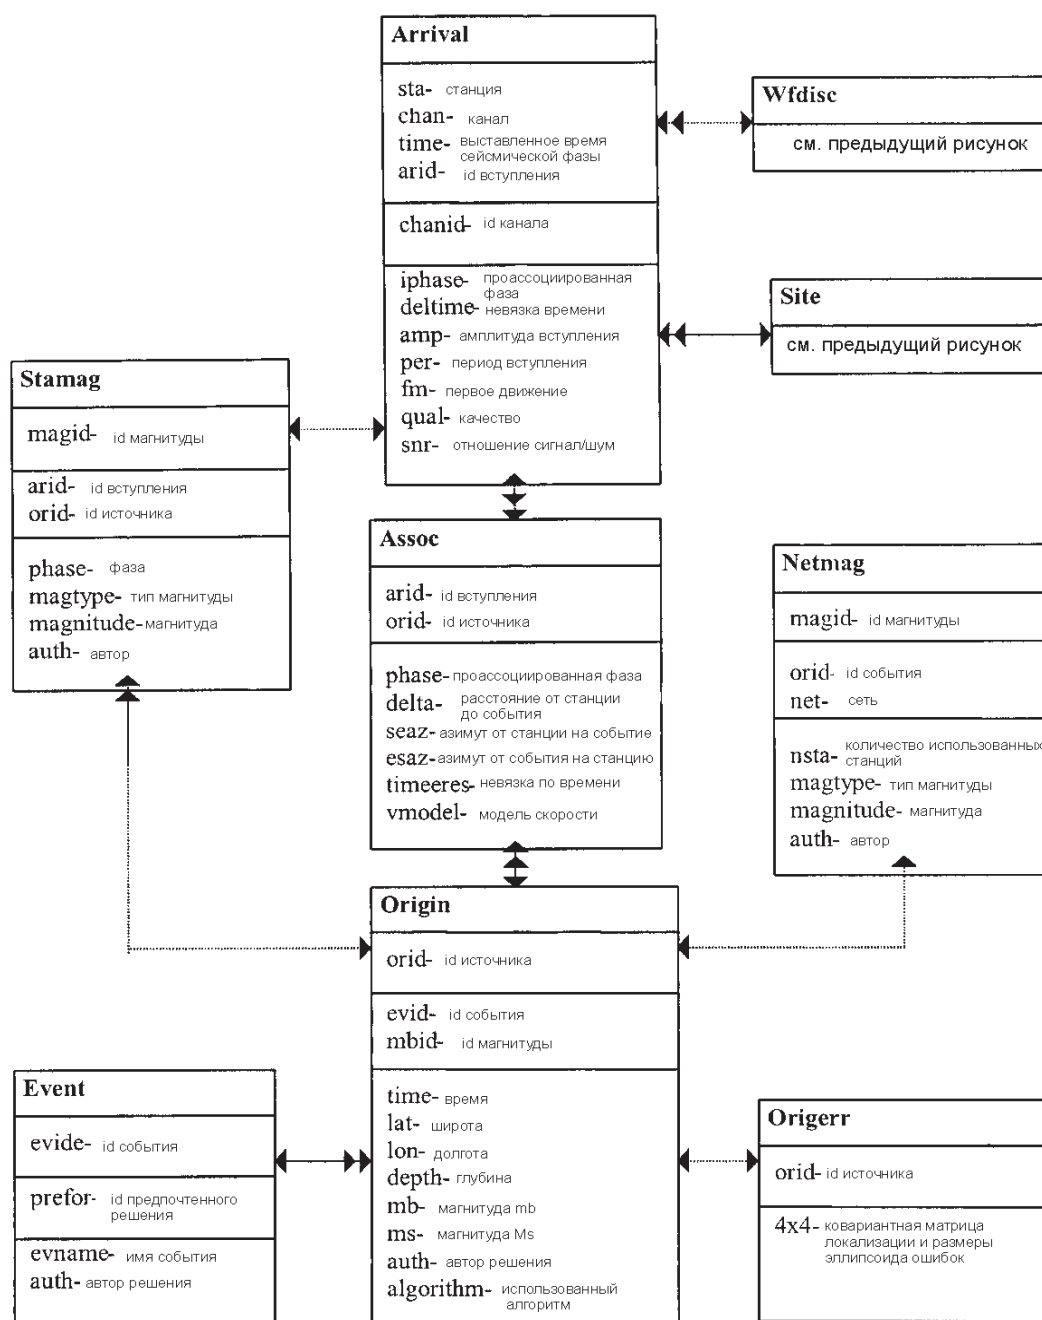 Arrival
sta- станция
chan- канал
time- выставленное время
сейсмической фазы
arid- id вступления
chanid- id канала
iphase- проассоциированная
фаза
deltime- невязка времени
amp- амплитуда вступления
per- период вступления
fm- первое движение
qual- качество
snr- отношение сигнал/шум
Wfdisc
см. предыдущий рисунок
Site
см. предыдущий рисунок
Stamag
magid- id магнитуды
arid- id вступления
orid- id источника
phase- фаза
magtype- тип магнитуды
magnitude- магнитуда
auth- автор
Assoc
arid- id вступления
orid- id источника
phase- проассоциированная фаза
delta- расстояние от станции
до события
seaz- азимут от станции на событие
esaz- азимут от события на станцию
timeeres- невязка по времени
vmodel- модель скорости
Netmag
magid- id магнитуды
orid- id события
net- сеть
nsta- количество использованных
станций
magtype- тип магнитуды
magnitude- магнитуда
auth- автор
Origin
orid- id источника
evid- id события
mbid- id магнитуды
time- время
lat- широта
lon- долгота
depth- глубина
mb- магнитуда mb
ms- магнитуда Ms
auth- автор решения
algorithm- использованный
алгоритм
Event
evide- id события
prefor- id предпочтенного
решения
evname- имя события
auth- автор решения
Origerr
orid- id источника
4x4- ковариантная матрица
локализации и размеры
эллипсоида ошибок